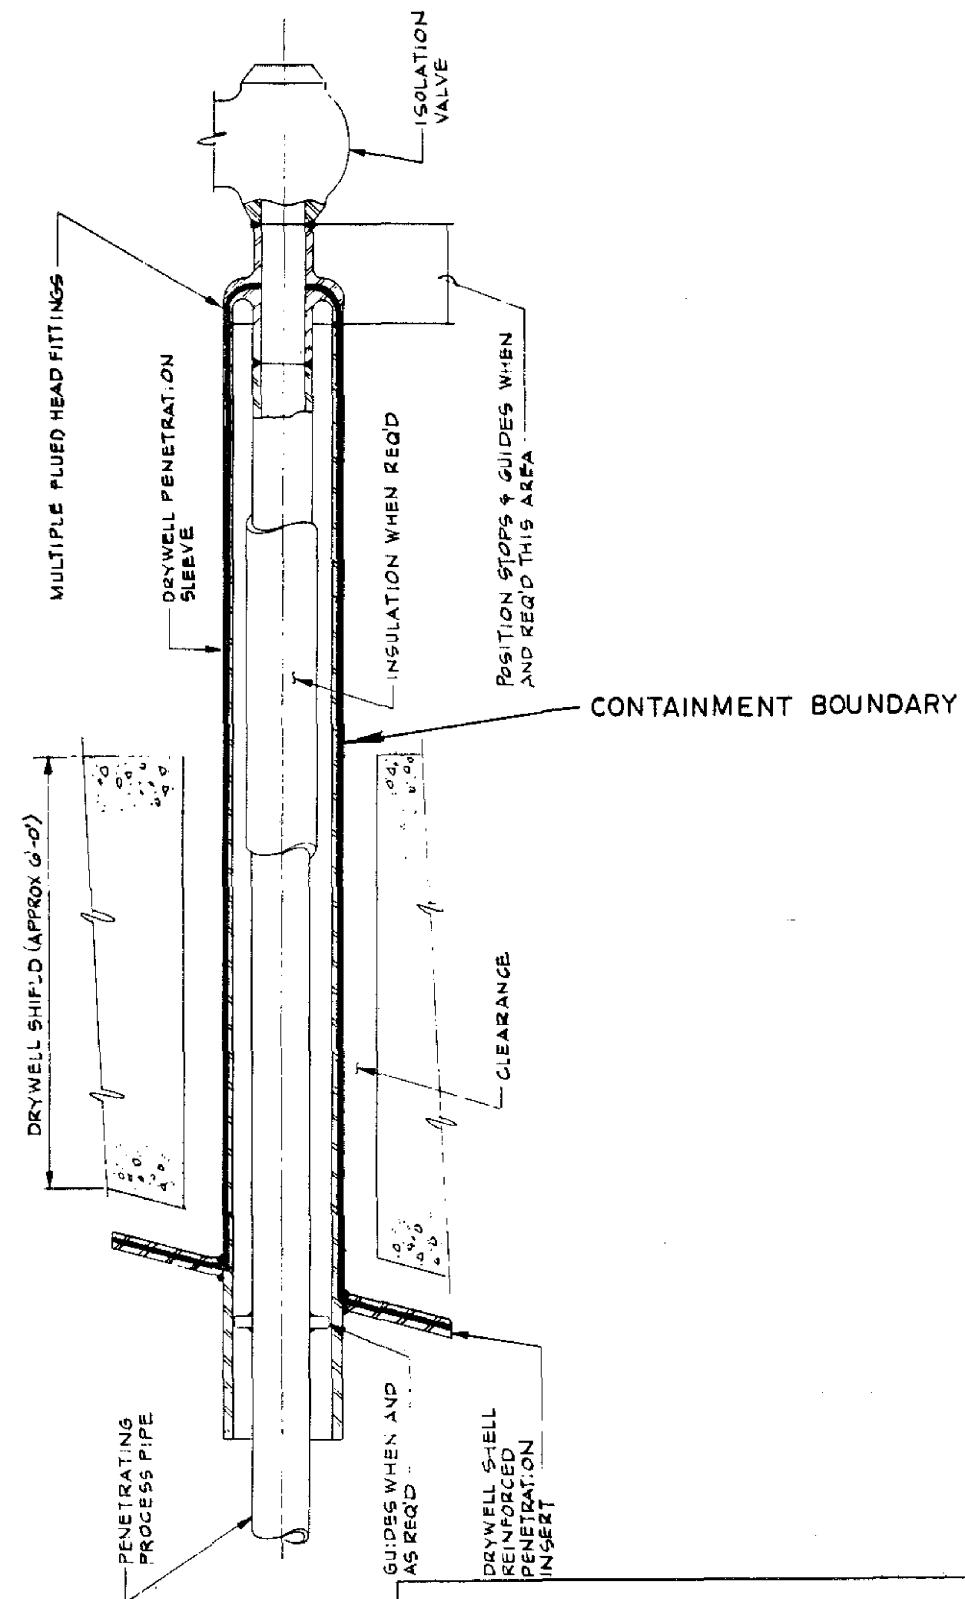 ISOLATION
VALVE
MULTIPLE FLUED HEAD FITTINGS
DRYWELL PENETRATION
SLEEVE
INSULATION WHEN REQ'D
POSITION STOPS & GUIDES WHEN
AND REQ'D THIS AREA
CONTAINMENT BOUNDARY
DRYWELL SHIELD (APPROX 6'-0')
CLEARANCE
PENETRATING
PROCESS PIPE
GUIDES WHEN AND
AS REQ'D
DRYWELL SHELL
REINFORCED
PENETRATION
INSERT